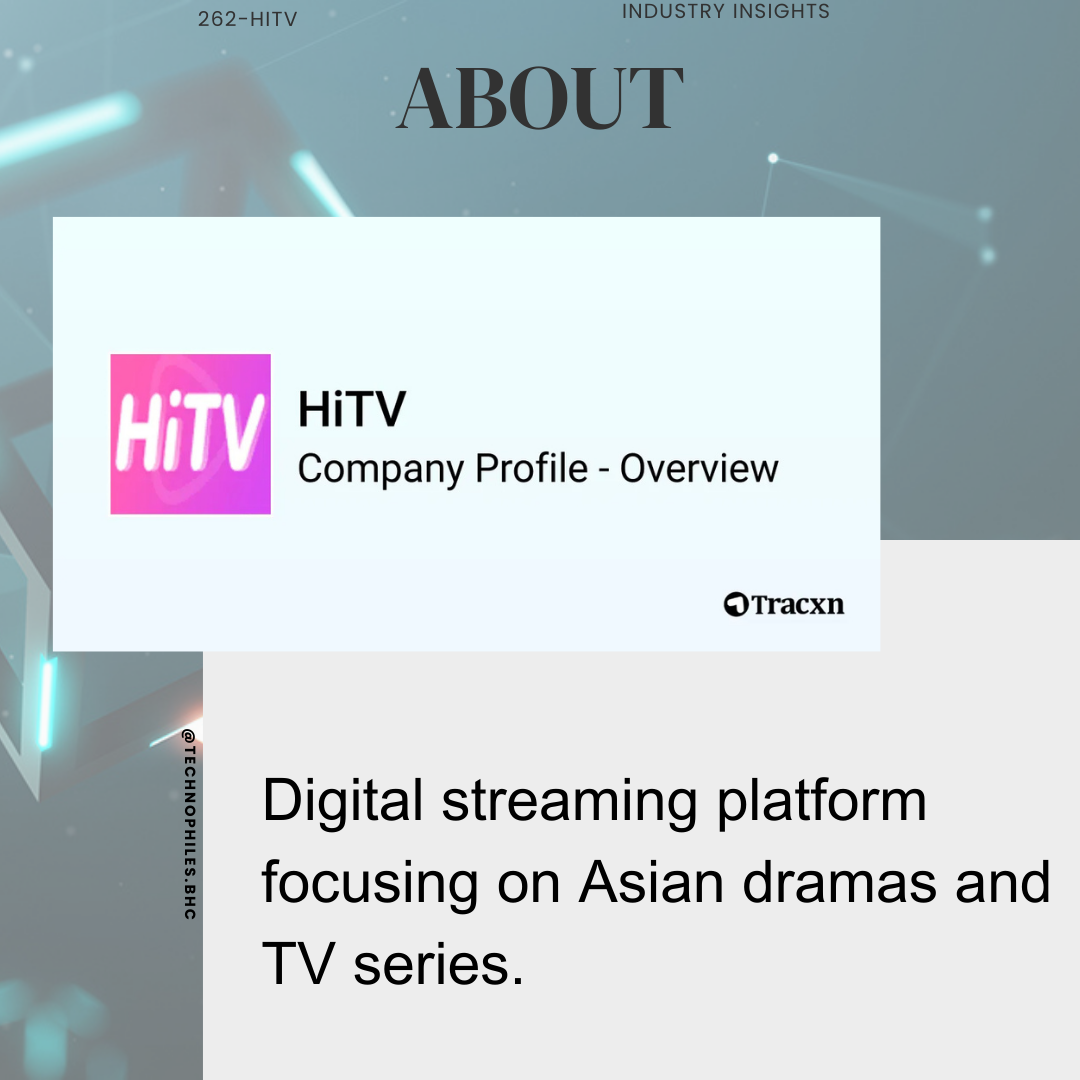 262-HITV
INDUSTRY INSIGHTS
ABOUT
HiTV
HiTV
Company Profile - Overview
Tracxn
@TECHNOPHILES.BHC
Digital streaming platform
focusing on Asian dramas and
TV series.